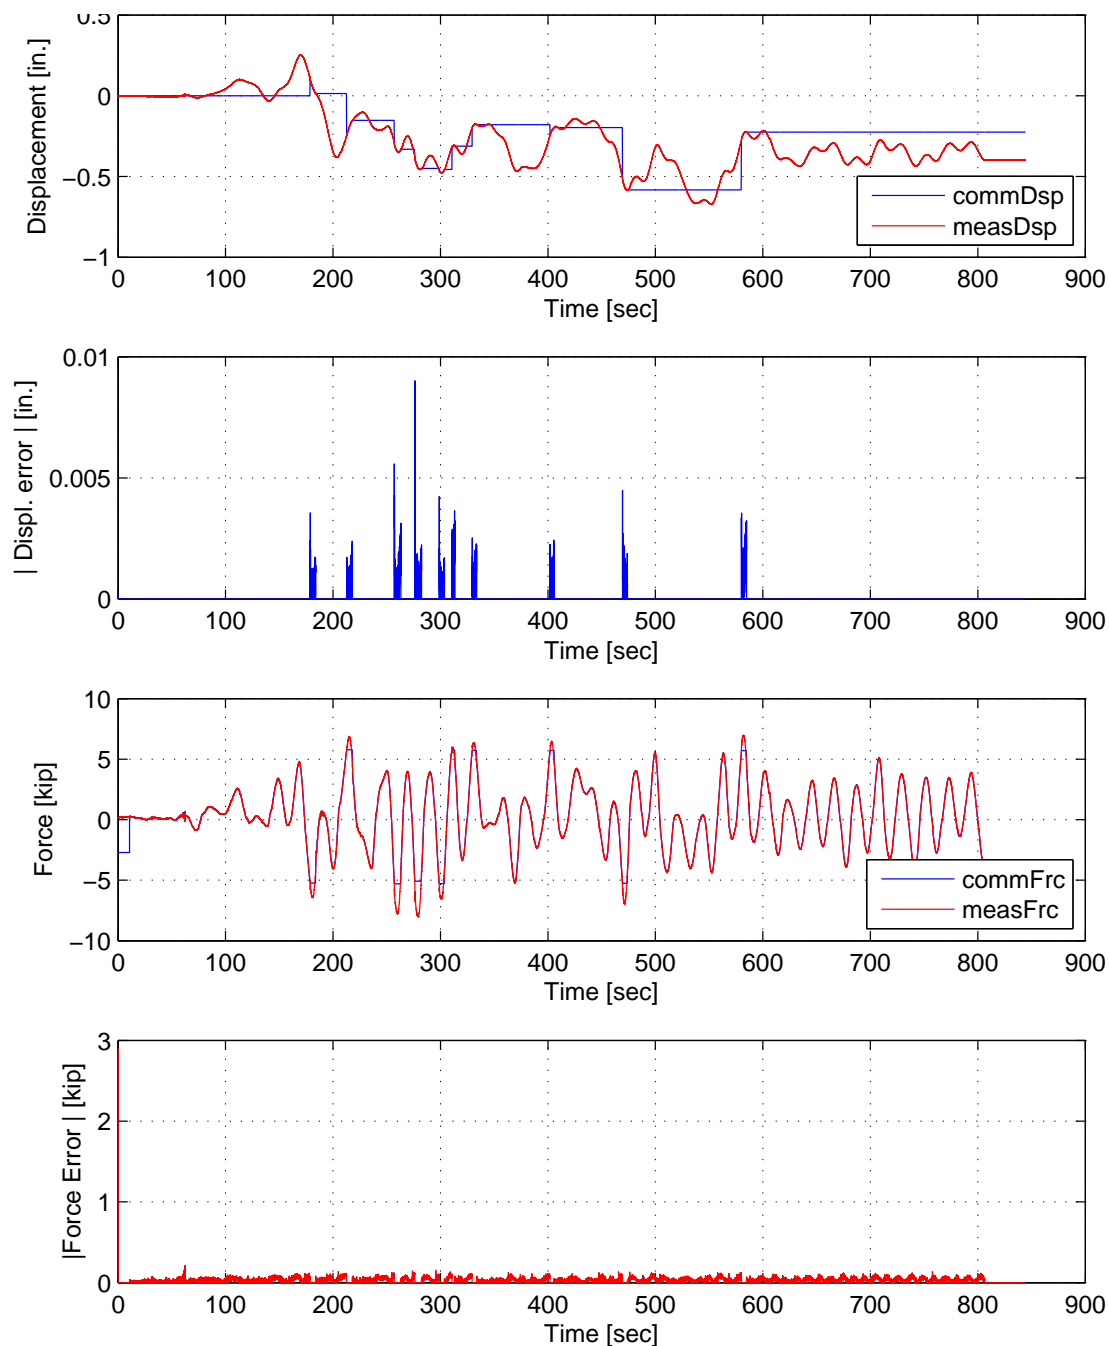 0.5
0
−0.5
−1
Displacement [in.]
commDsp
measDsp
0 100 200 300 400 500 600 700 800 900
Time [sec]
0.01
0.005
0
| Displ. error | [in.]
0 100 200 300 400 500 600 700 800 900
Time [sec]
10
5
0
−5
−10
Force [kip]
commFrc
measFrc
0 100 200 300 400 500 600 700 800 900
Time [sec]
3
2
1
0
|Force Error | [kip]
0 100 200 300 400 500 600 700 800 900
Time [sec]